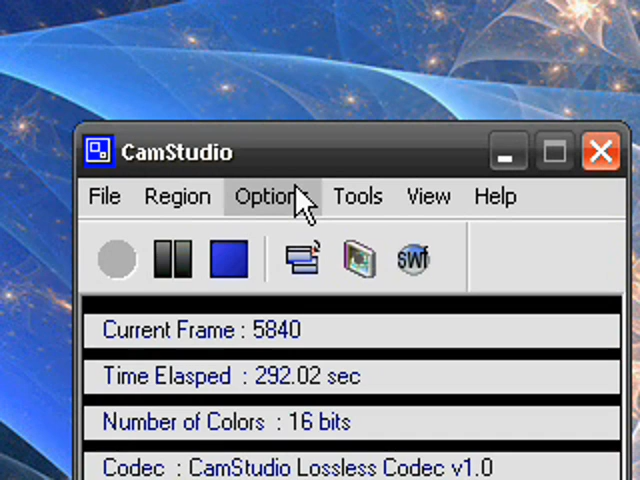 CamStudio
File Region Options Tools View Help
swf
Current Frame : 5840
Time Elasped : 292.02 sec
Number of Colors : 16 bits
Codec : CamStudio Lossless Codec v1.0